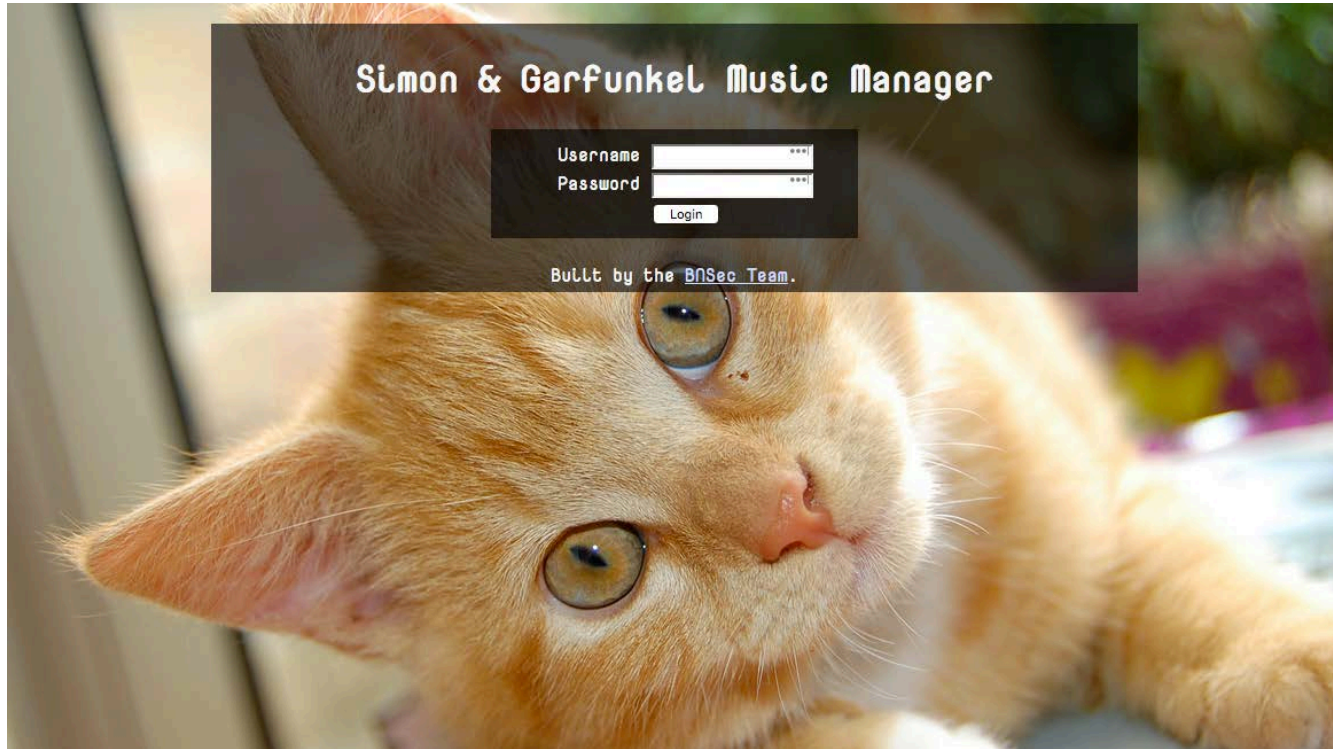 Simon & Garfunkel Music Manager
Username
Password
Login
Built by the BNSec Team.